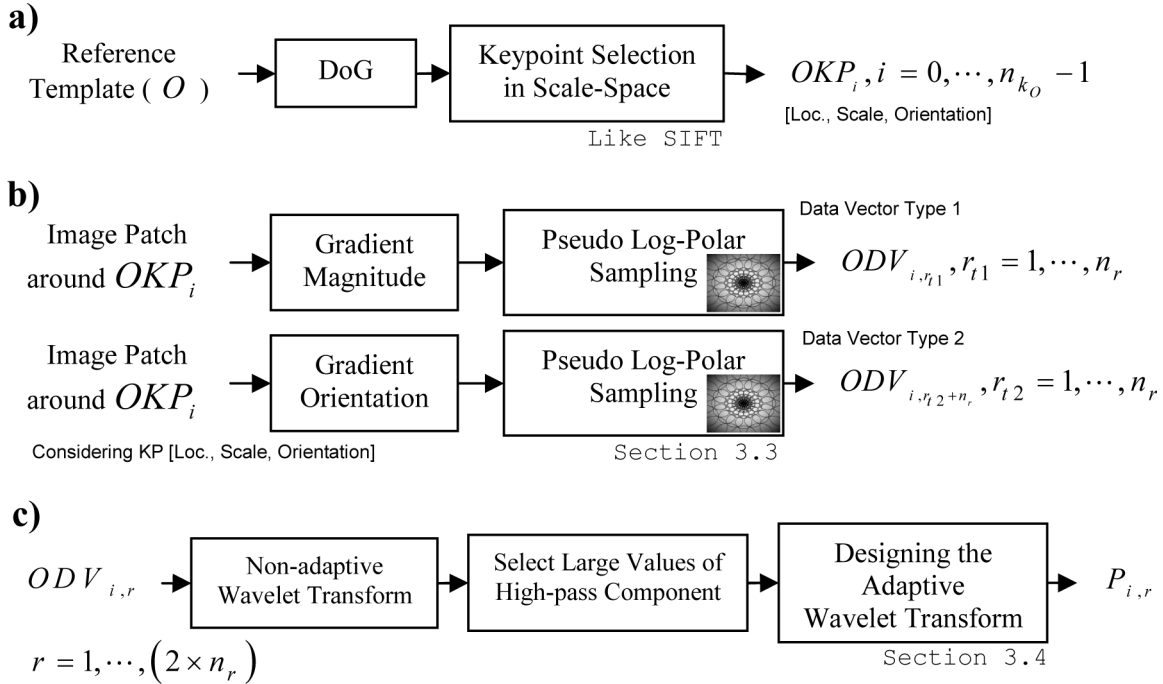 a)
Reference
Template ( O )
DoG
Keypoint Selection
in Scale-Space
OKP_i, i = 0, ⋯, n_{k_O} − 1
[Loc., Scale, Orientation]
Like SIFT
b)
Image Patch
around OKP_i
Gradient
Magnitude
Pseudo Log-Polar
Sampling
Data Vector Type 1
ODV_{i,r_{t1}}, r_{t1} = 1, ⋯, n_r
Image Patch
around OKP_i
Gradient
Orientation
Pseudo Log-Polar
Sampling
Data Vector Type 2
ODV_{i,r_{t2+n_r}}, r_{t2} = 1, ⋯, n_r
Considering KP [Loc., Scale, Orientation]
Section 3.3
c)
ODV_{i,r}
r = 1, ⋯, (2 × n_r)
Non-adaptive
Wavelet Transform
Select Large Values of
High-pass Component
Designing the
Adaptive
Wavelet Transform
P_{i,r}
Section 3.4